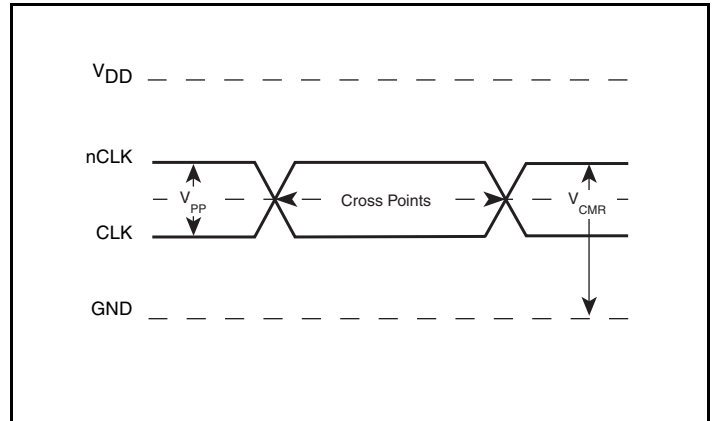 VDD
nCLK
VPP
Cross Points
VCMR
CLK
GND